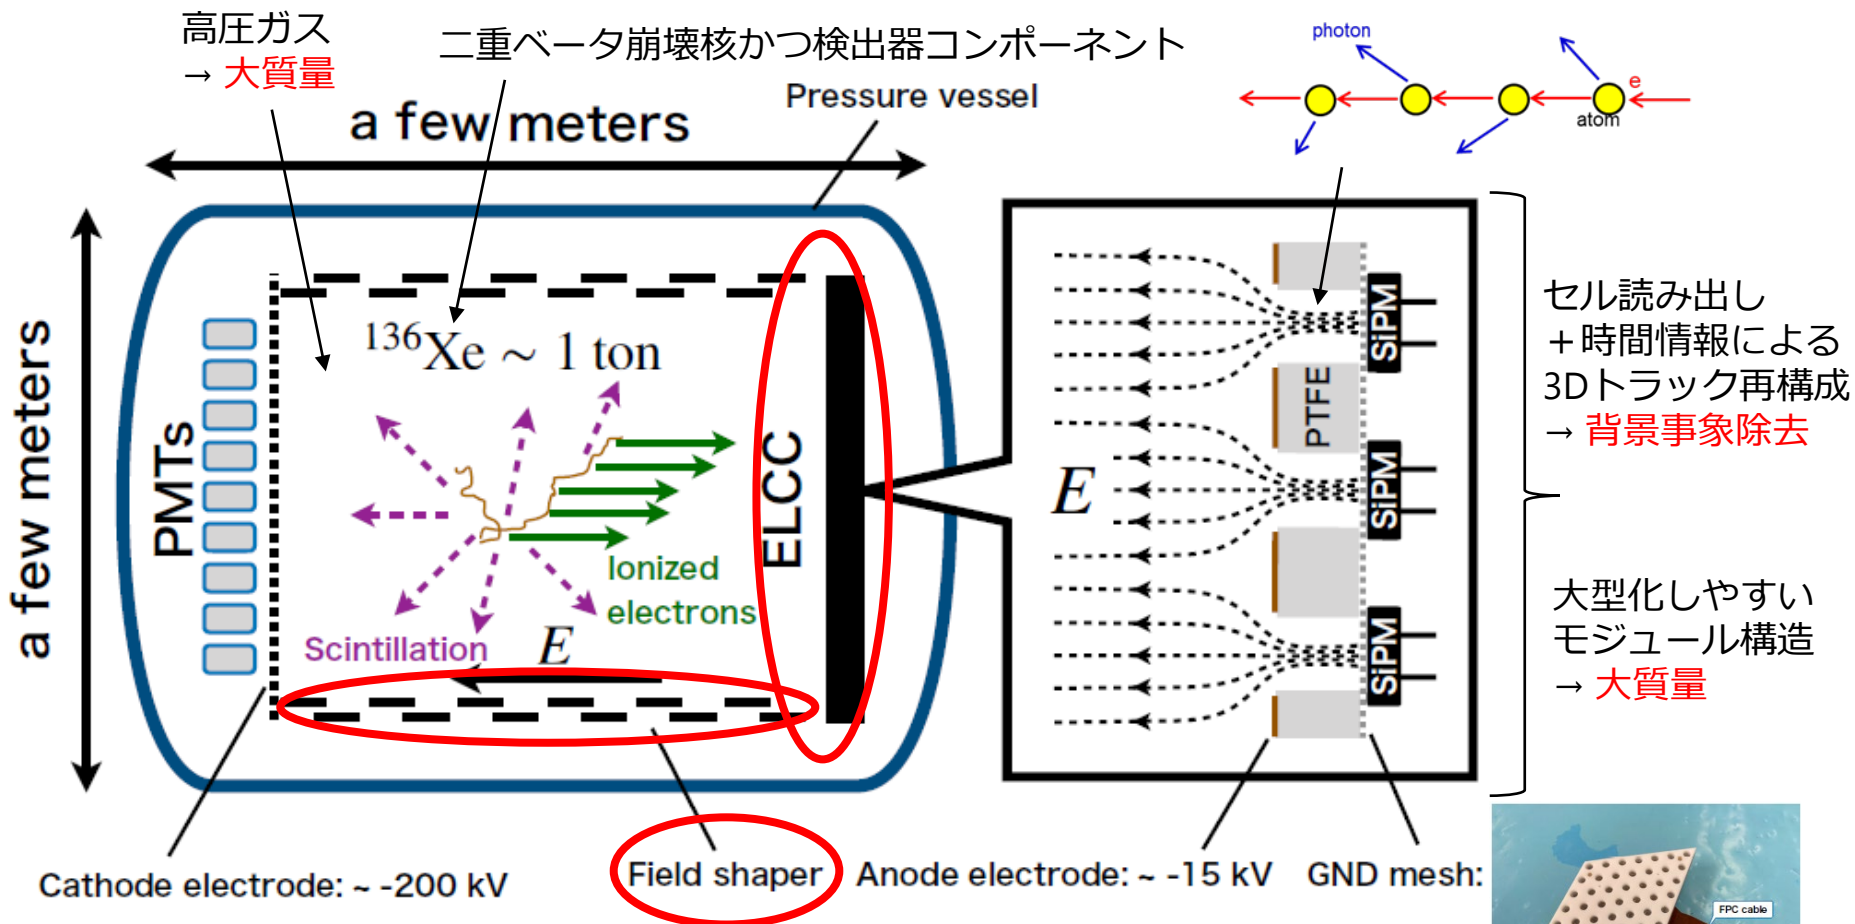 高圧ガス
→ 大質量
二重ベータ崩壊核かつ検出器コンポーネント
Pressure vessel
a few meters
a few meters
PMTs
¹³⁶Xe ~ 1 ton
Ionized
electrons
Scintillation
E
ELCC
photon
e
atom
E
PTFE
SiPM
SiPM
SiPM
セル読み出し
＋時間情報による
3Dトラック再構成
→ 背景事象除去
大型化しやすい
モジュール構造
→ 大質量
Cathode electrode: ~ -200 kV
Field shaper
Anode electrode: ~ -15 kV
GND mesh:
FPC cable